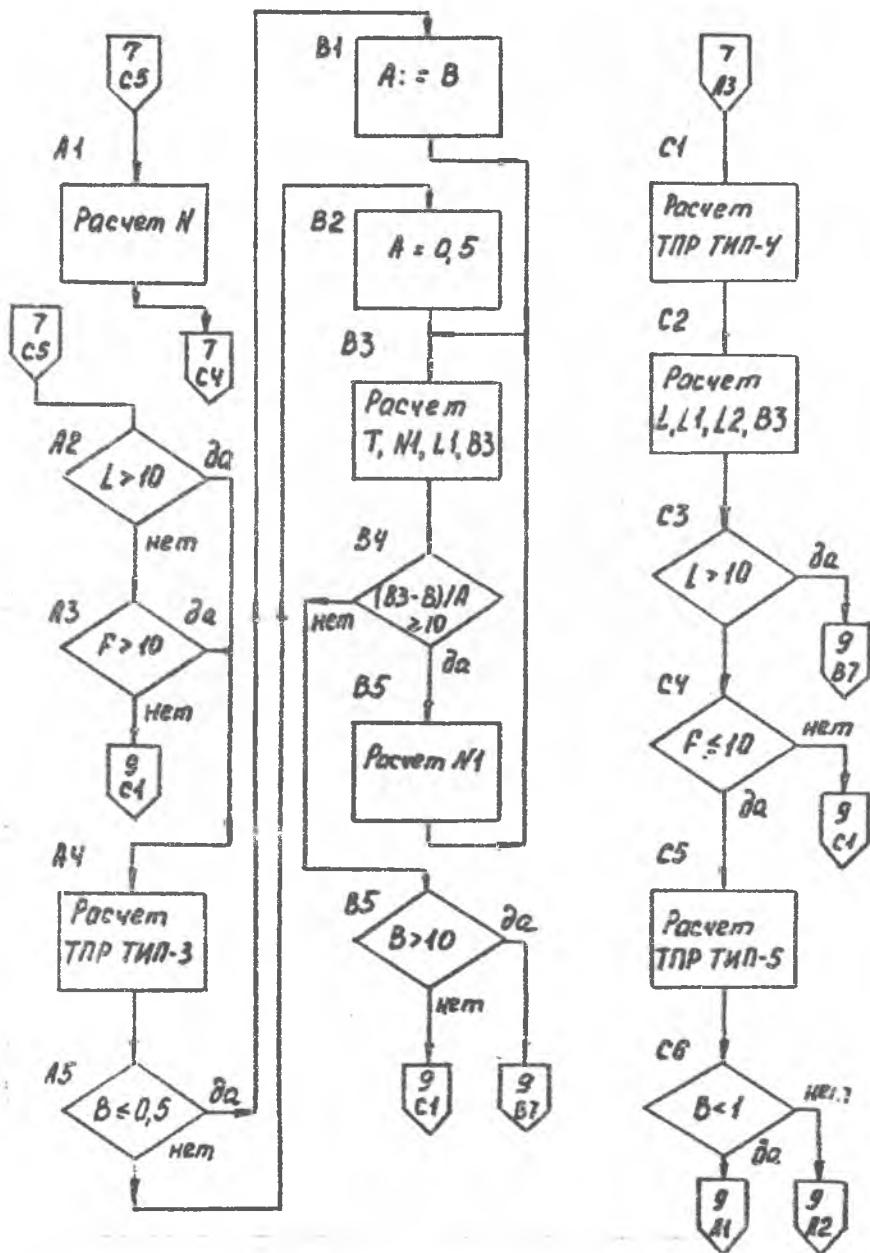 7
C5
A1
Расчет N
7
C5
7
C4
A2
L > 10
да
нет
A3
F > 10
да
нет
9
C1
A4
Расчет
ТПР ТИП-3
A5
B ≤ 0,5
да
нет
B1
A: = B
B2
A = 0,5
B3
Расчет
T, N1, L1, B3
B4
(B3-B)/A
≥ 10
нет
да
B5
Расчет N1
B5
B > 10
да
нет
9
C1
9
B7
7
A3
C1
Расчет
ТПР ТИП-4
C2
Расчет
L, L1, L2, B3
C3
L > 10
да
9
B7
C4
F ≤ 10
нет
да
9
C1
C5
Расчет
ТПР ТИП-5
C6
B < 1
нет
да
9
A1
9
A2